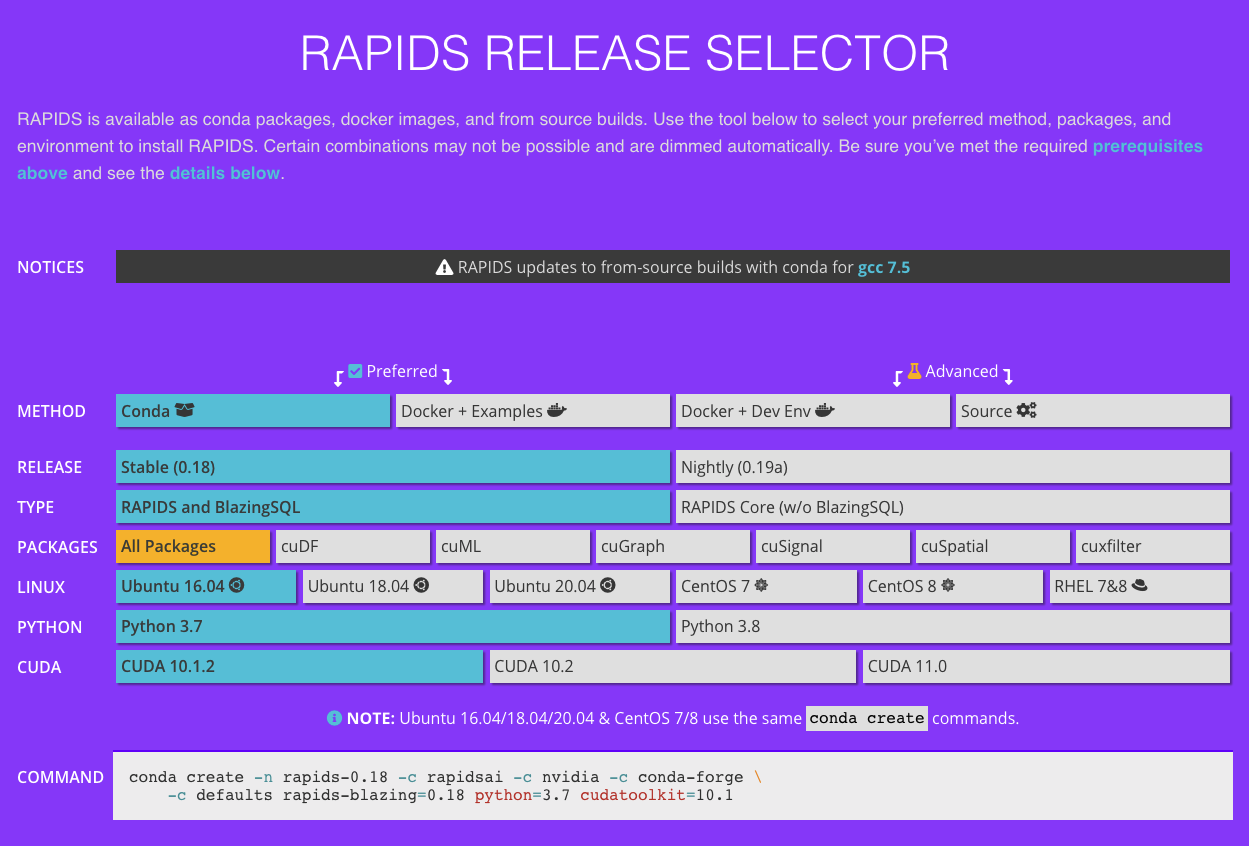 RAPIDS RELEASE SELECTOR
RAPIDS is available as conda packages, docker images, and from source builds. Use the tool below to select your preferred method, packages, and
environment to install RAPIDS. Certain combinations may not be possible and are dimmed automatically. Be sure you’ve met the required prerequisites
above and see the details below.
NOTICES RAPIDS updates to from-source builds with conda for gcc 7.5
Preferred Advanced
METHOD Conda Docker + Examples Docker + Dev Env Source
RELEASE Stable (0.18) Nightly (0.19a)
TYPE RAPIDS and BlazingSQL RAPIDS Core (w/o BlazingSQL)
PACKAGES All Packages cuDF cuML cuGraph cuSignal cuSpatial cuxfilter
LINUX Ubuntu 16.04 Ubuntu 18.04 Ubuntu 20.04 CentOS 7 CentOS 8 RHEL 7&8
PYTHON Python 3.7 Python 3.8
CUDA CUDA 10.1.2 CUDA 10.2 CUDA 11.0
NOTE: Ubuntu 16.04/18.04/20.04 & CentOS 7/8 use the same conda create commands.
COMMAND conda create -n rapids-0.18 -c rapidsai -c nvidia -c conda-forge \
-c defaults rapids-blazing=0.18 python=3.7 cudatoolkit=10.1